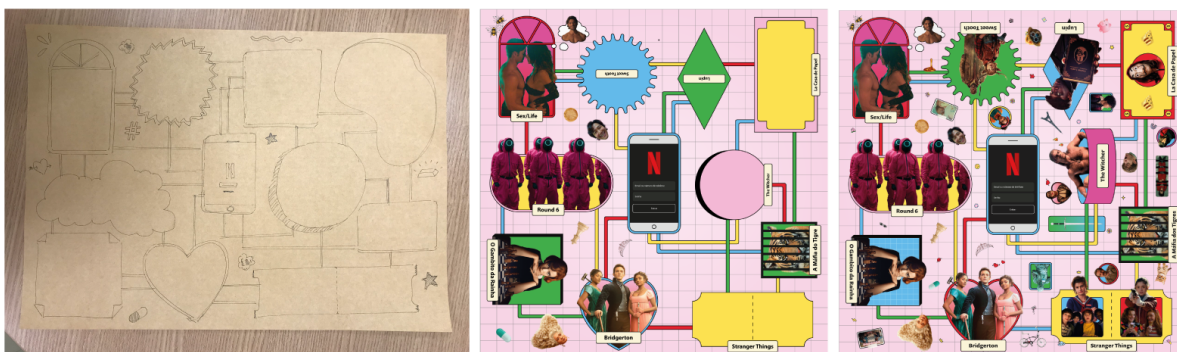 N
Sex/Life
Sweet Tooth
Lupin
La Casa de Papel
Round 6
N
The Witcher
O Gambito da Rainha
A Máfia do Tigre
Bridgerton
Stranger Things
Sex/Life
Sweet Tooth
Lupin
La Casa de Papel
Round 6
N
The Witcher
O Gambito da Rainha
A Máfia dos Tigres
Bridgerton
Stranger Things